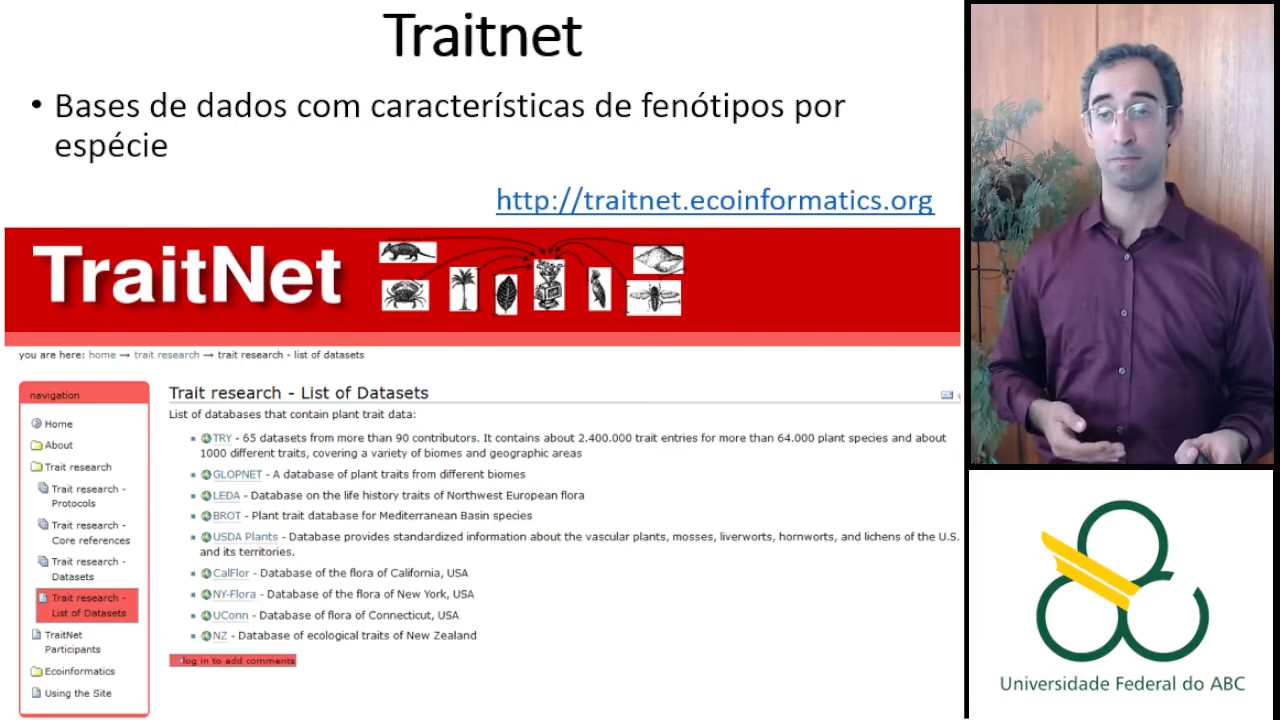 Traitnet
• Bases de dados com características de fenótipos por
espécie
http://traitnet.ecoinformatics.org
TraitNet
you are here: home → trait research → trait research - list of datasets
navigation
Home
About
Trait research
Trait research -
Protocols
Trait research -
Core references
Trait research -
Datasets
Trait research -
List of Datasets
TraitNet
Participants
Ecoinformatics
Using the Site
Trait research - List of Datasets
List of databases that contain plant trait data:
TRY - 65 datasets from more than 90 contributors. It contains about 2.400.000 trait entries for more than 64.000 plant species and about
1000 different traits, covering a variety of biomes and geographic areas
GLOPNET - A database of plant traits from different biomes
LEDA - Database on the life history traits of Northwest European flora
BROT - Plant trait database for Mediterranean Basin species
USDA Plants - Database provides standardized information about the vascular plants, mosses, liverworts, hornworts, and lichens of the U.S.
and its territories.
CalFlor - Database of the flora of California, USA
NY-Flora - Database of the flora of New York, USA
UConn - Database of flora of Connecticut, USA
NZ - Database of ecological traits of New Zealand
log in to add comments
Universidade Federal do ABC